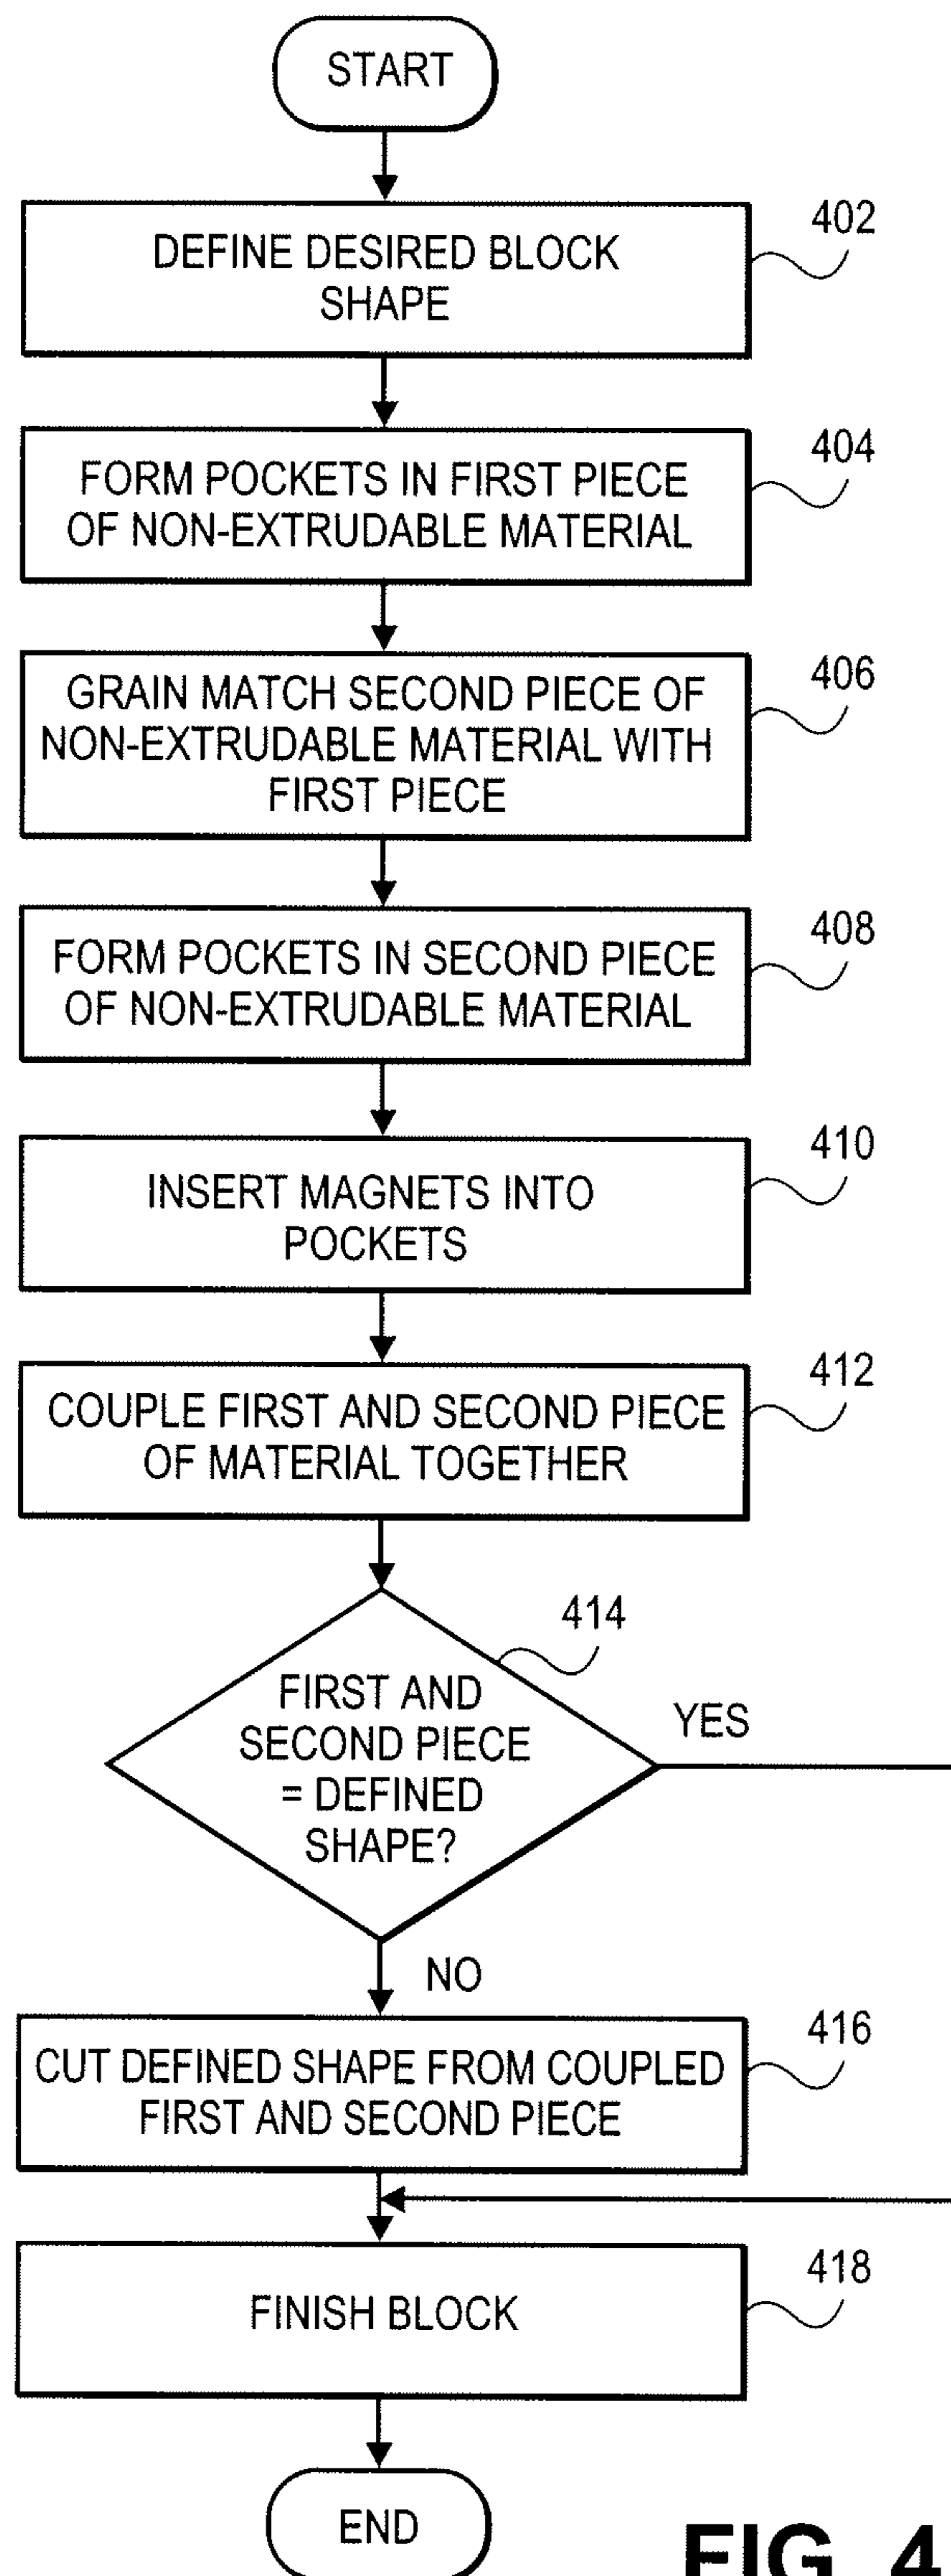 START
402
DEFINE DESIRED BLOCK
SHAPE
404
FORM POCKETS IN FIRST PIECE
OF NON-EXTRUDABLE MATERIAL
406
GRAIN MATCH SECOND PIECE OF
NON-EXTRUDABLE MATERIAL WITH
FIRST PIECE
408
FORM POCKETS IN SECOND PIECE
OF NON-EXTRUDABLE MATERIAL
410
INSERT MAGNETS INTO
POCKETS
412
COUPLE FIRST AND SECOND PIECE
OF MATERIAL TOGETHER
414
FIRST AND
SECOND PIECE
= DEFINED
SHAPE?
YES
NO
416
CUT DEFINED SHAPE FROM COUPLED
FIRST AND SECOND PIECE
418
FINISH BLOCK
END
FIG. 4